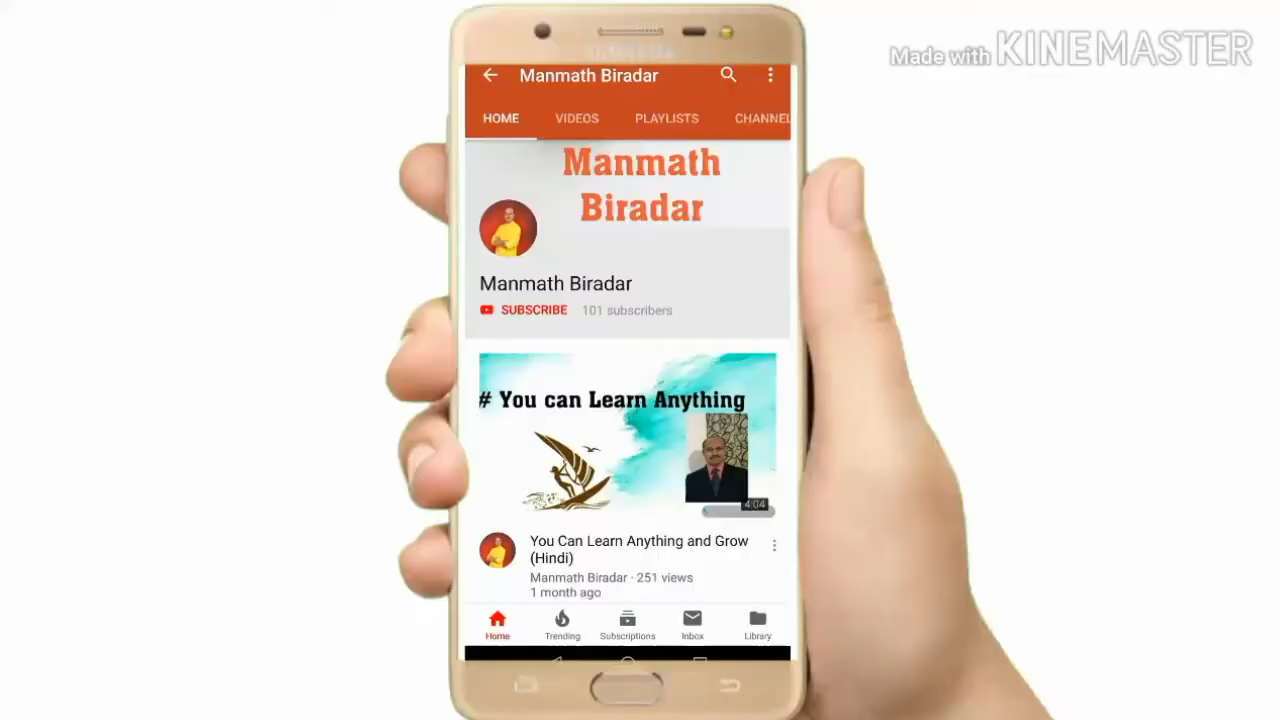 Made with KINEMASTER
Manmath Biradar
HOME VIDEOS PLAYLISTS CHANNEL
Manmath
Biradar
Manmath Biradar
SUBSCRIBE 101 subscribers
# You can Learn Anything
4:04
You Can Learn Anything and Grow
(Hindi)
Manmath Biradar · 251 views
1 month ago
Home Trending Subscriptions Inbox Library